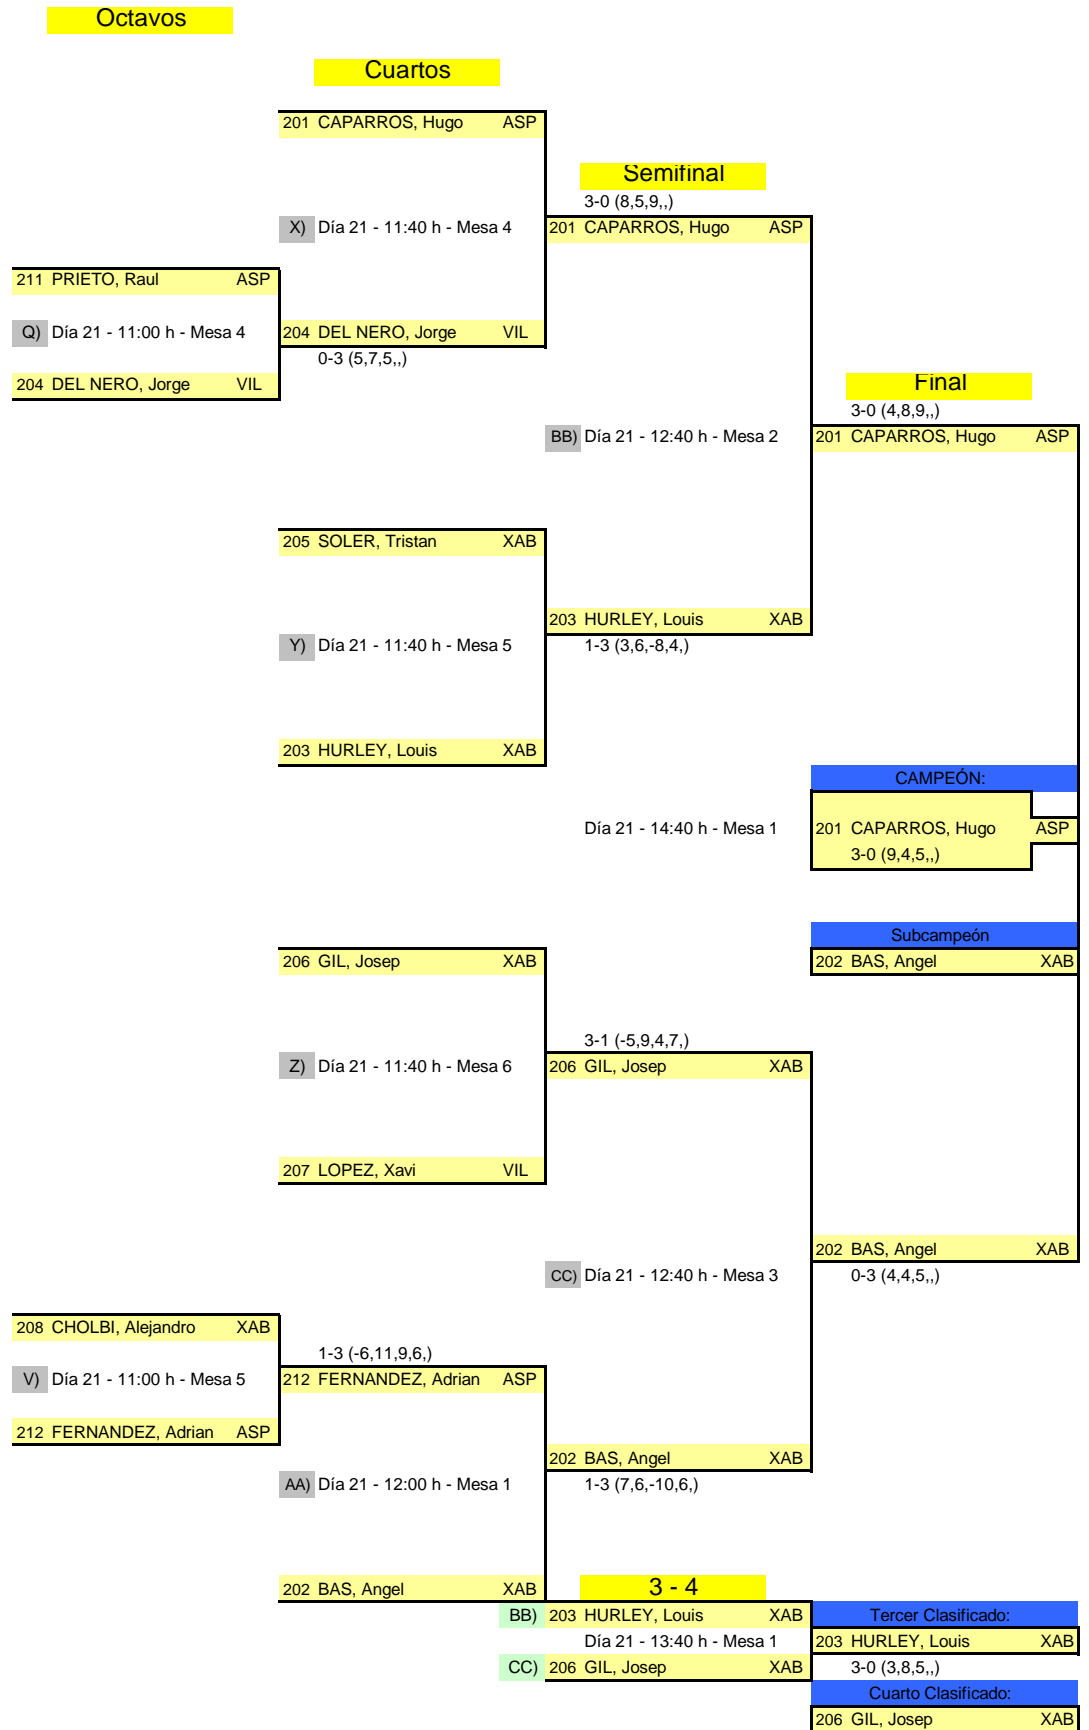 Octavos
Cuartos
201 CAPARROS, Hugo ASP
Semifinal
3-0 (8,5,9,,)
X) Día 21 - 11:40 h - Mesa 4
201 CAPARROS, Hugo ASP
211 PRIETO, Raul ASP
Q) Día 21 - 11:00 h - Mesa 4
204 DEL NERO, Jorge VIL
0-3 (5,7,5,,)
204 DEL NERO, Jorge VIL
Final
3-0 (4,8,9,,)
BB) Día 21 - 12:40 h - Mesa 2
201 CAPARROS, Hugo ASP
205 SOLER, Tristan XAB
203 HURLEY, Louis XAB
Y) Día 21 - 11:40 h - Mesa 5
1-3 (3,6,-8,4,)
203 HURLEY, Louis XAB
CAMPEÓN:
Día 21 - 14:40 h - Mesa 1
201 CAPARROS, Hugo ASP
3-0 (9,4,5,,)
Subcampeón
206 GIL, Josep XAB
202 BAS, Angel XAB
3-1 (-5,9,4,7,)
Z) Día 21 - 11:40 h - Mesa 6
206 GIL, Josep XAB
207 LOPEZ, Xavi VIL
202 BAS, Angel XAB
CC) Día 21 - 12:40 h - Mesa 3
0-3 (4,4,5,,)
208 CHOLBI, Alejandro XAB
1-3 (-6,11,9,6,)
V) Día 21 - 11:00 h - Mesa 5
212 FERNANDEZ, Adrian ASP
212 FERNANDEZ, Adrian ASP
202 BAS, Angel XAB
AA) Día 21 - 12:00 h - Mesa 1
1-3 (7,6,-10,6,)
202 BAS, Angel XAB
3 - 4
BB) 203 HURLEY, Louis XAB
Tercer Clasificado:
Día 21 - 13:40 h - Mesa 1
203 HURLEY, Louis XAB
CC) 206 GIL, Josep XAB
3-0 (3,8,5,,)
Cuarto Clasificado:
206 GIL, Josep XAB